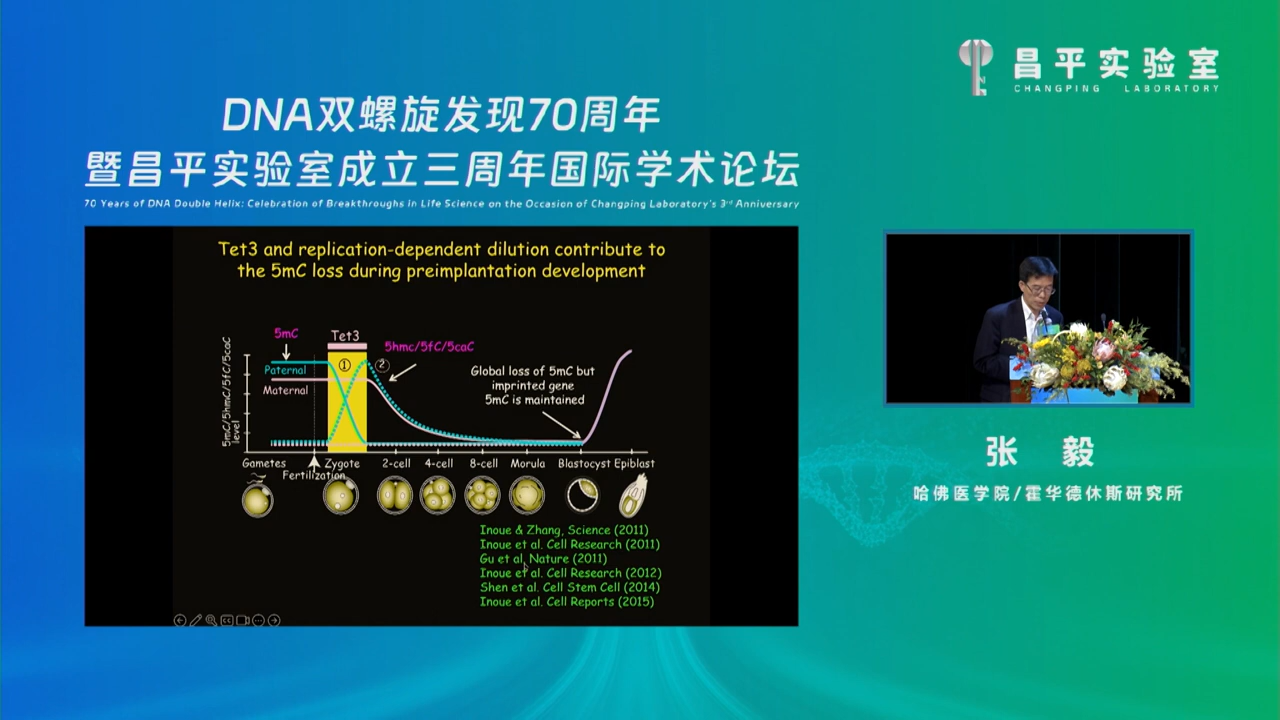 昌平实验室
CHANGPING LABORATORY
DNA双螺旋发现70周年
暨昌平实验室成立三周年国际学术论坛
70 Years of DNA Double Helix: Celebration of Breakthroughs in Life Science on the Occasion of Changping Laboratory's 3rd Anniversary
Tet3 and replication-dependent dilution contribute to
the 5mC loss during preimplantation development
5mC
Tet3
5hmc/5fC/5caC
① ②
Paternal
Maternal
Global loss of 5mC but
imprinted gene
5mC is maintained
5mC/5hmC/5fC/5caC
level
Gametes Zygote 2-cell 4-cell 8-cell Morula Blastocyst Epiblast
Fertilization
Inoue & Zhang, Science (2011)
Inoue et al. Cell Research (2011)
Gu et al. Nature (2011)
Inoue et al. Cell Research (2012)
Shen et al. Cell Stem Cell (2014)
Inoue et al. Cell Reports (2015)
张 毅
哈佛医学院/霍华德休斯研究所